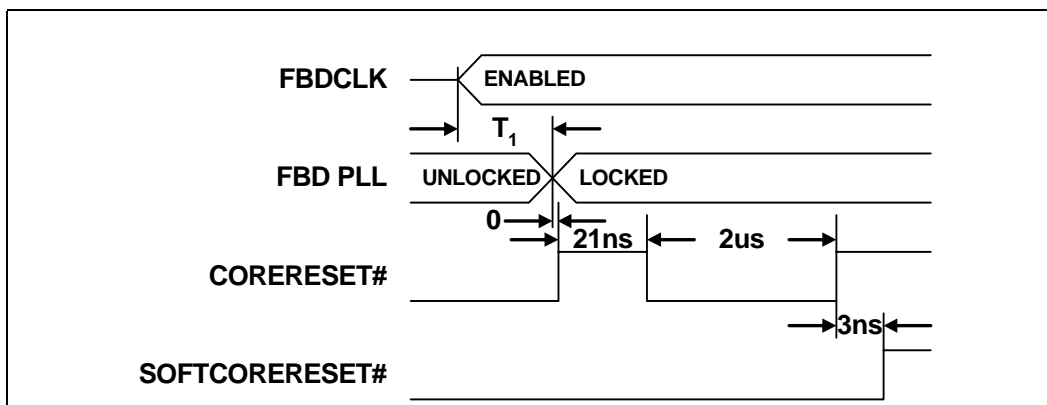 FBDCLK
ENABLED
T1
FBD PLL
UNLOCKED
LOCKED
0
21ns
2us
CORERESET#
3ns
SOFTCORERESET#